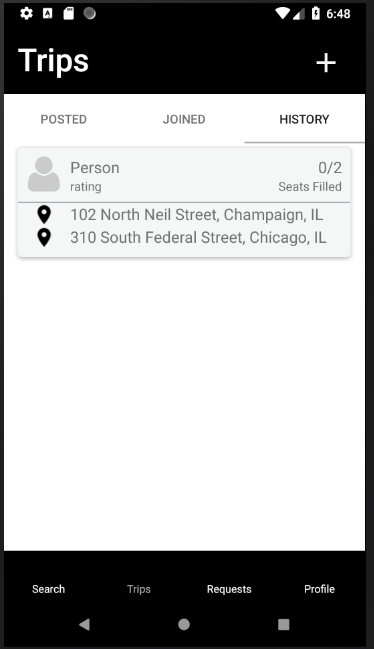 6:48
Trips +
POSTED JOINED HISTORY
Person 0/2
rating Seats Filled
102 North Neil Street, Champaign, IL
310 South Federal Street, Chicago, IL
Search Trips Requests Profile